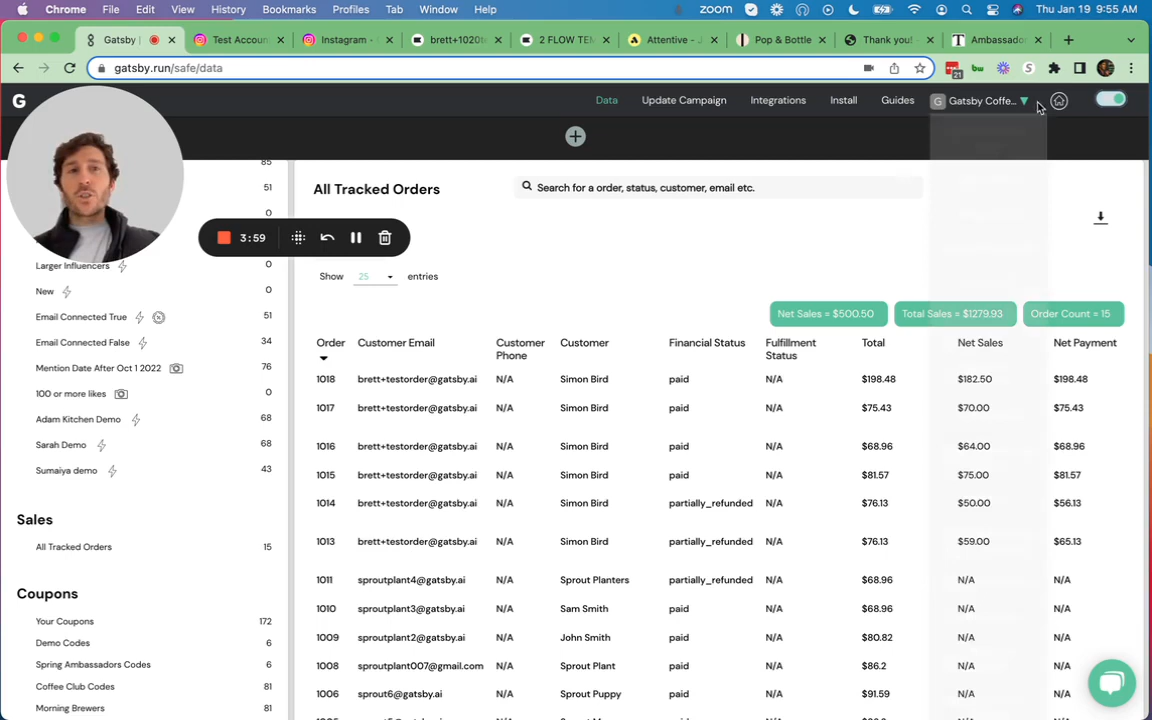 Chrome File Edit View History Bookmarks Profiles Tab Window Help zoom Thu Jan 19 9:55 AM
Gatsby Test Accoun Instagram - brett+1020te 2 FLOW TEM Attentive - J Pop & Bottle Thank you! - Ambassado
gatsby.run/safe/data 21 bw S
G Data Update Campaign Integrations Install Guides G Gatsby Coffe...
85
51
0
All Tracked Orders
Search for a order, status, customer, email etc.
3:59
Larger Influencers 0
New 0
Email Connected True 51
Email Connected False 34
Mention Date After Oct 1 2022 76
100 or more likes 0
Adam Kitchen Demo 68
Sarah Demo 68
Sumaiya demo 43
Sales
All Tracked Orders 15
Coupons
Your Coupons 172
Demo Codes 6
Spring Ambassadors Codes 6
Coffee Club Codes 81
Morning Brewers 81
Show 25 entries
Net Sales = $500.50 Total Sales = $1279.93 Order Count = 15
Order Customer Email Customer Phone Customer Financial Status Fulfillment Status Total Net Sales Net Payment
1018 brett+testorder@gatsby.ai N/A Simon Bird paid N/A $198.48 $182.50 $198.48
1017 brett+testorder@gatsby.ai N/A Simon Bird paid N/A $75.43 $70.00 $75.43
1016 brett+testorder@gatsby.ai N/A Simon Bird paid N/A $68.96 $64.00 $68.96
1015 brett+testorder@gatsby.ai N/A Simon Bird paid N/A $81.57 $75.00 $81.57
1014 brett+testorder@gatsby.ai N/A Simon Bird partially_refunded N/A $76.13 $50.00 $56.13
1013 brett+testorder@gatsby.ai N/A Simon Bird partially_refunded N/A $76.13 $59.00 $65.13
1011 sproutplant4@gatsby.ai N/A Sprout Planters partially_refunded N/A $68.96 N/A N/A
1010 sproutplant3@gatsby.ai N/A Sam Smith paid N/A $68.96 N/A N/A
1009 sproutplant2@gatsby.ai N/A John Smith paid N/A $80.82 N/A N/A
1008 sproutplant007@gmail.com N/A Sprout Plant paid N/A $86.2 N/A N/A
1006 sprout6@gatsby.ai N/A Sprout Puppy paid N/A $91.59 N/A N/A